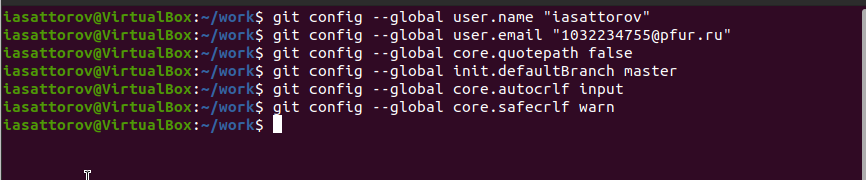 iasattorov@VirtualBox:~/work$ git config --global user.name "iasattorov"
iasattorov@VirtualBox:~/work$ git config --global user.email "1032234755@pfur.ru"
iasattorov@VirtualBox:~/work$ git config --global core.quotepath false
iasattorov@VirtualBox:~/work$ git config --global init.defaultBranch master
iasattorov@VirtualBox:~/work$ git config --global core.autocrlf input
iasattorov@VirtualBox:~/work$ git config --global core.safecrlf warn
iasattorov@VirtualBox:~/work$